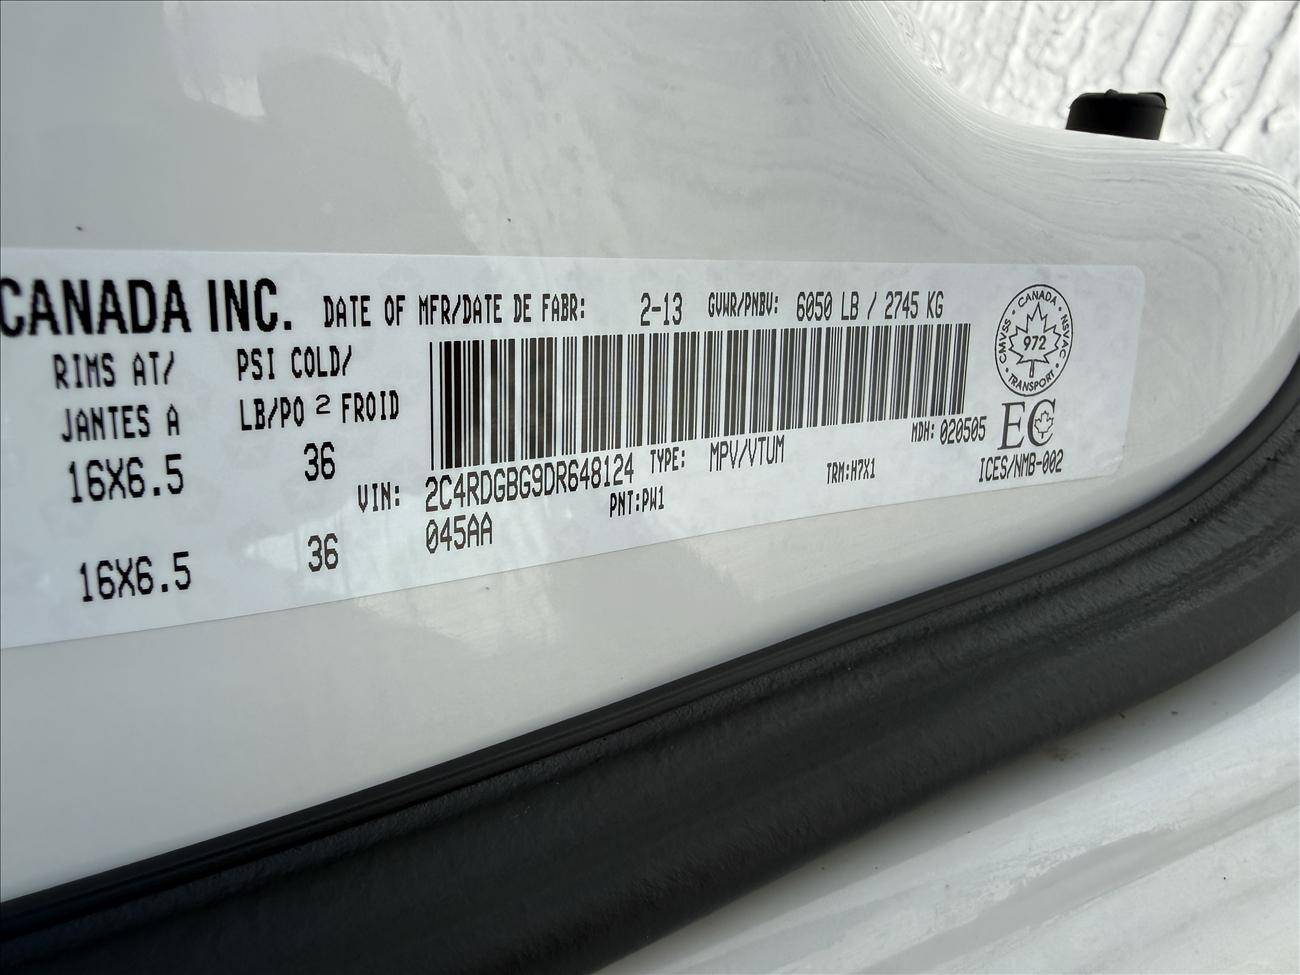 CANADA INC. DATE OF MFR/DATE DE FABR: 2-13 GVWR/PNBV: 6050 LB / 2745 KG
RIMS AT/ PSI COLD/
JANTES A LB/PO 2 FROID
16X6.5 36
VIN: 2C4RDGBG9DR648124 TYPE: MPV/VTUM MDH: 020505
045AA PNT:PW1 TRM:H7X1
16X6.5 36
CANADA
CMVSS
NSVAC
972
TRANSPORT
EC
ICES/NMB-002